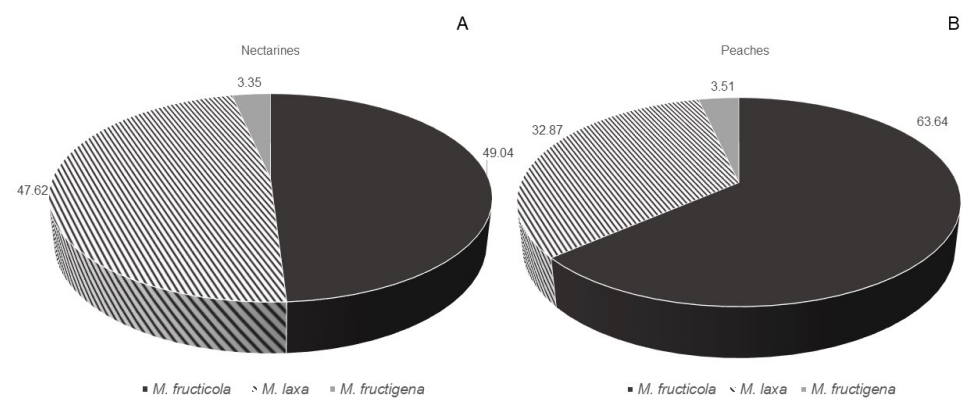 A
Nectarines
3.35
49.04
47.62
M. fructicola M. laxa M. fructigena
B
Peaches
3.51
63.64
32.87
M. fructicola M. laxa M. fructigena